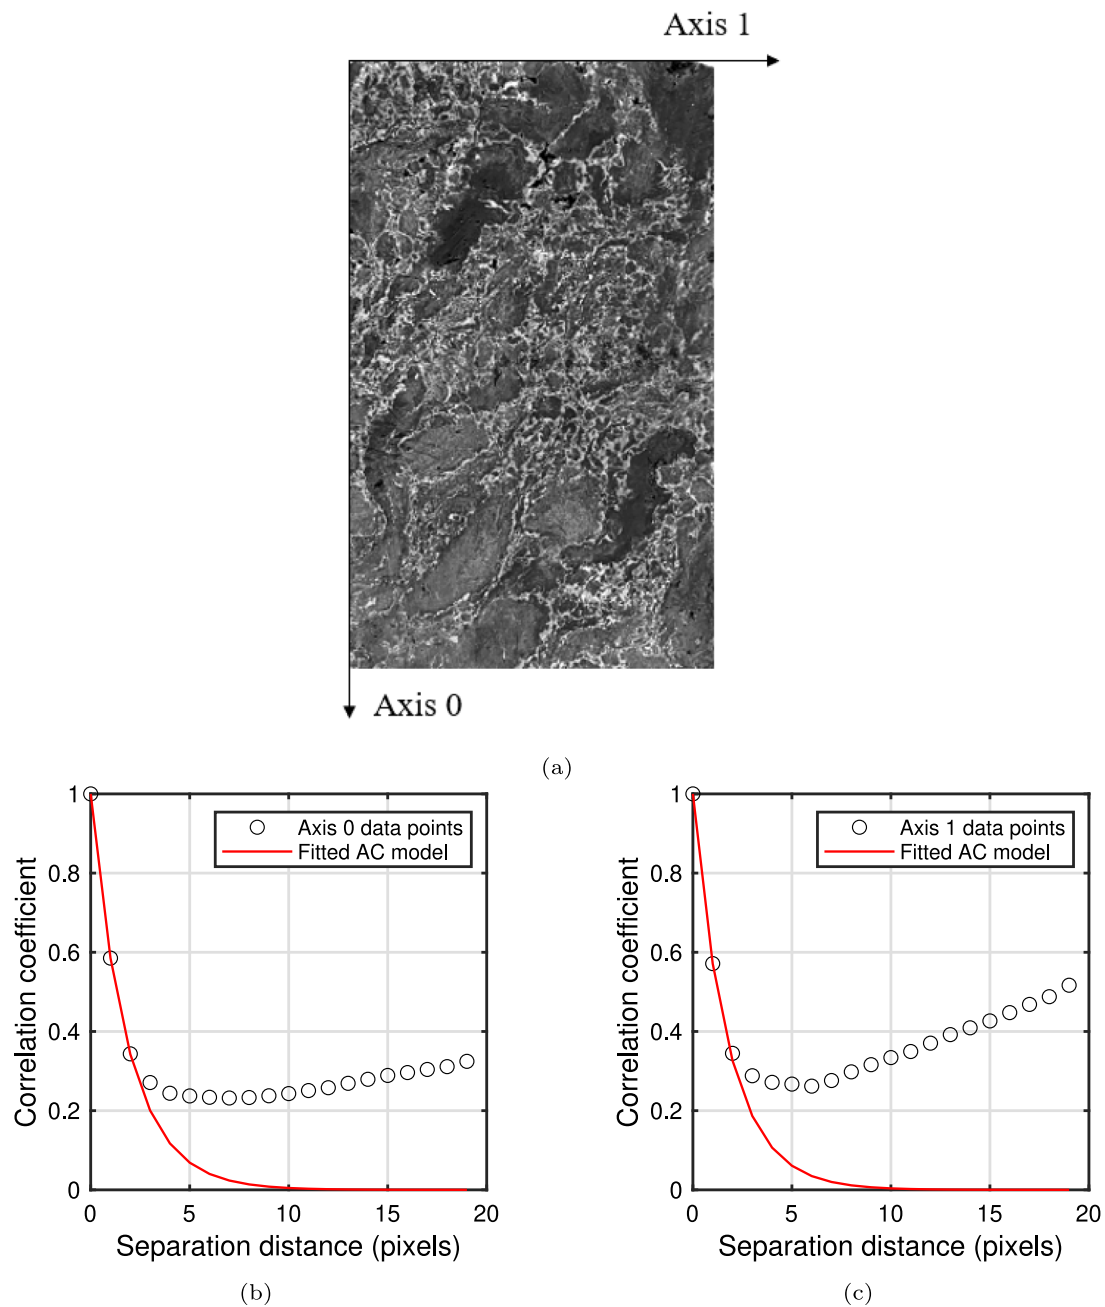 Axis 1
Axis 0
(a)
1
0.8
0.6
0.4
0.2
0
0 5 10 15 20
Correlation coefficient
Separation distance (pixels)
Axis 0 data points
Fitted AC model
(b)
1
0.8
0.6
0.4
0.2
0
0 5 10 15 20
Correlation coefficient
Separation distance (pixels)
Axis 1 data points
Fitted AC model
(c)